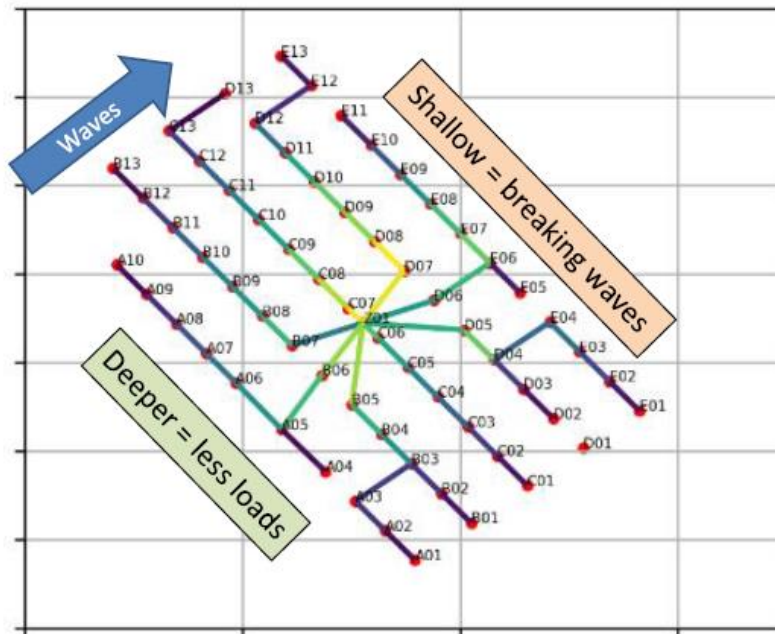 E13
E12
D13
Waves
E11
Shallow = breaking waves
C13
D12
E10
C12
D11
E09
B13
C11
D10
E08
B12
C10
D09
E07
B11
C09
D08
E06
A10
B10
C08
D07
E05
A09
B09
C07
D06
A08
B08
Z01
D05
E04
A07
B07
C06
D04
E03
Deeper = less loads
A06
B06
C05
D03
E02
B05
C04
D02
E01
A05
B04
C03
D01
A04
B03
C02
A03
B02
C01
A02
B01
A01